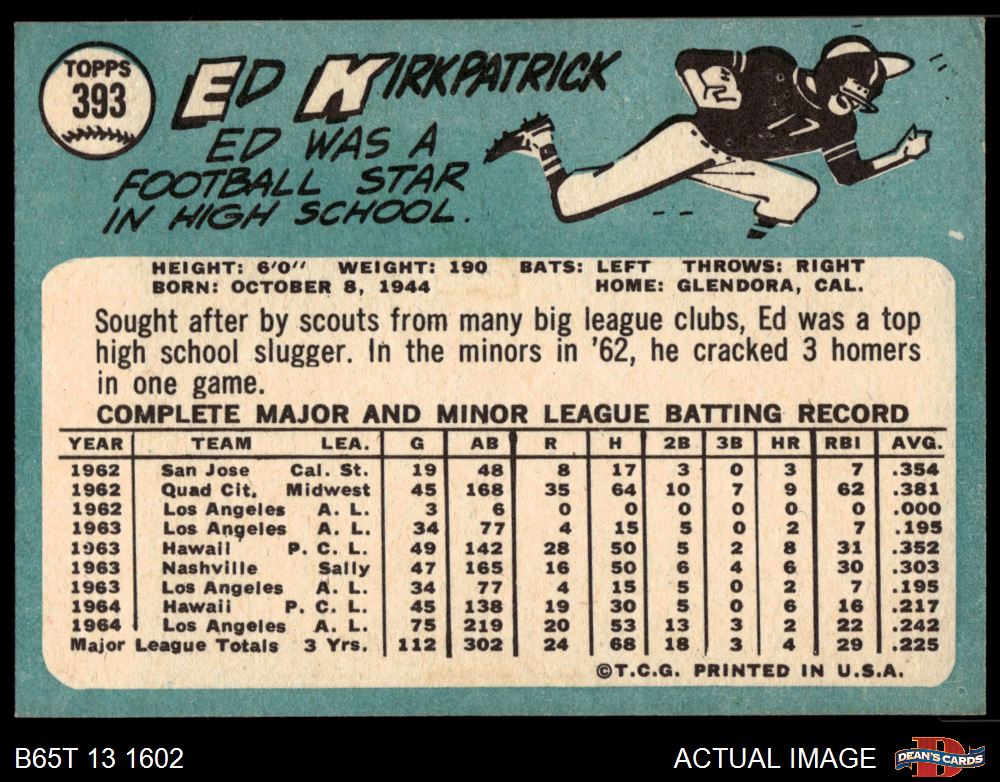 TOPPS
393
ED KIRKPATRICK
ED WAS A
FOOTBALL STAR
IN HIGH SCHOOL.
HEIGHT: 6'0" WEIGHT: 190 BATS: LEFT THROWS: RIGHT
BORN: OCTOBER 8, 1944 HOME: GLENDORA, CAL.
Sought after by scouts from many big league clubs, Ed was a top
high school slugger. In the minors in '62, he cracked 3 homers
in one game.
COMPLETE MAJOR AND MINOR LEAGUE BATTING RECORD
YEAR TEAM LEA. G AB R H 2B 3B HR RBI AVG.
1962 San Jose Cal. St. 19 48 8 17 3 0 3 7 .354
1962 Quad Cit. Midwest 45 168 35 64 10 7 9 62 .381
1962 Los Angeles A. L. 3 6 0 0 0 0 0 0 .000
1963 Los Angeles A. L. 34 77 4 15 5 0 2 7 .195
1963 Hawaii P. C. L. 49 142 28 50 5 2 8 31 .352
1963 Nashville Sally 47 165 16 50 6 4 6 30 .303
1963 Los Angeles A. L. 34 77 4 15 5 0 2 7 .195
1964 Hawaii P. C. L. 45 138 19 30 5 0 6 16 .217
1964 Los Angeles A. L. 75 219 20 53 13 3 2 22 .242
Major League Totals 3 Yrs. 112 302 24 68 18 3 4 29 .225
©T.C.G. PRINTED IN U.S.A.
B65T 13 1602 ACTUAL IMAGE DEAN'S CARDS